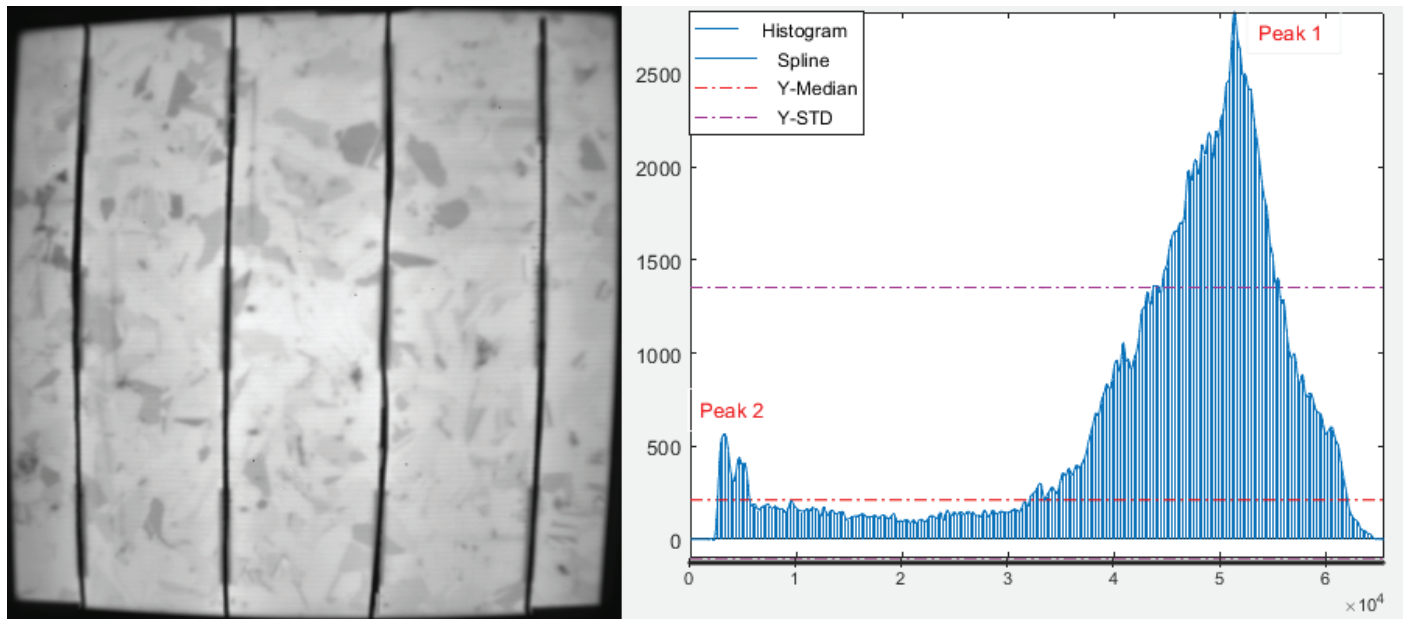 Histogram
Spline
Y-Median
Y-STD
Peak 1
Peak 2
2500
2000
1500
1000
500
0
0 1 2 3 4 5 6
×10⁴